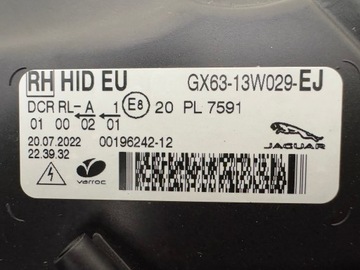 RH HID EU GX63-13W029-EJ
DCR RL-A 1 E8 20 PL 7591
01 00 02 01
20.07.2022 00196242-12
22.39.32
varroc
JAGUAR